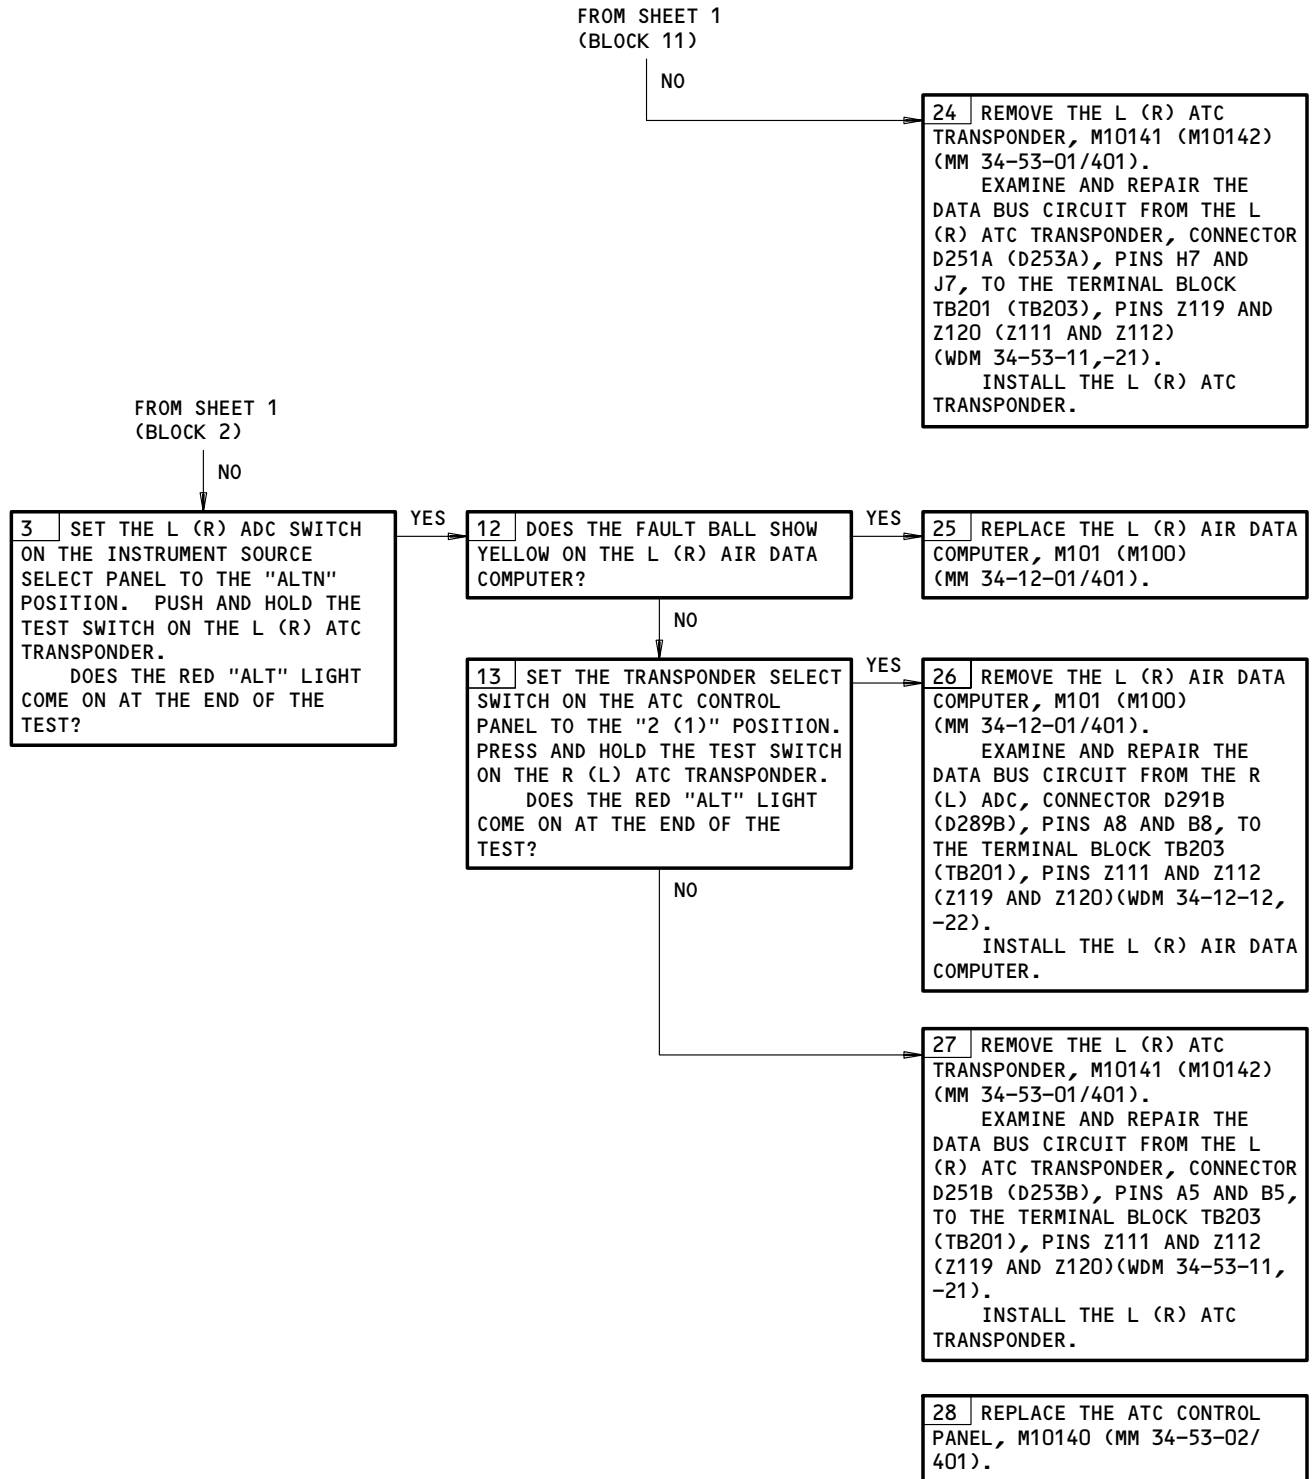 FROM SHEET 1
(BLOCK 11)
NO
24 REMOVE THE L (R) ATC
TRANSPONDER, M10141 (M10142)
(MM 34-53-01/401).
EXAMINE AND REPAIR THE
DATA BUS CIRCUIT FROM THE L
(R) ATC TRANSPONDER, CONNECTOR
D251A (D253A), PINS H7 AND
J7, TO THE TERMINAL BLOCK
TB201 (TB203), PINS Z119 AND
Z120 (Z111 AND Z112)
(WDM 34-53-11,-21).
INSTALL THE L (R) ATC
TRANSPONDER.
FROM SHEET 1
(BLOCK 2)
NO
3 SET THE L (R) ADC SWITCH
ON THE INSTRUMENT SOURCE
SELECT PANEL TO THE "ALTN"
POSITION. PUSH AND HOLD THE
TEST SWITCH ON THE L (R) ATC
TRANSPONDER.
DOES THE RED "ALT" LIGHT
COME ON AT THE END OF THE
TEST?
YES
12 DOES THE FAULT BALL SHOW
YELLOW ON THE L (R) AIR DATA
COMPUTER?
YES
25 REPLACE THE L (R) AIR DATA
COMPUTER, M101 (M100)
(MM 34-12-01/401).
NO
13 SET THE TRANSPONDER SELECT
SWITCH ON THE ATC CONTROL
PANEL TO THE "2 (1)" POSITION.
PRESS AND HOLD THE TEST SWITCH
ON THE R (L) ATC TRANSPONDER.
DOES THE RED "ALT" LIGHT
COME ON AT THE END OF THE
TEST?
YES
26 REMOVE THE L (R) AIR DATA
COMPUTER, M101 (M100)
(MM 34-12-01/401).
EXAMINE AND REPAIR THE
DATA BUS CIRCUIT FROM THE R
(L) ADC, CONNECTOR D291B
(D289B), PINS A8 AND B8, TO
THE TERMINAL BLOCK TB203
(TB201), PINS Z111 AND Z112
(Z119 AND Z120)(WDM 34-12-12,
-22).
INSTALL THE L (R) AIR DATA
COMPUTER.
NO
27 REMOVE THE L (R) ATC
TRANSPONDER, M10141 (M10142)
(MM 34-53-01/401).
EXAMINE AND REPAIR THE
DATA BUS CIRCUIT FROM THE L
(R) ATC TRANSPONDER, CONNECTOR
D251B (D253B), PINS A5 AND B5,
TO THE TERMINAL BLOCK TB203
(TB201), PINS Z111 AND Z112
(Z119 AND Z120)(WDM 34-53-11,
-21).
INSTALL THE L (R) ATC
TRANSPONDER.
28 REPLACE THE ATC CONTROL
PANEL, M10140 (MM 34-53-02/
401).